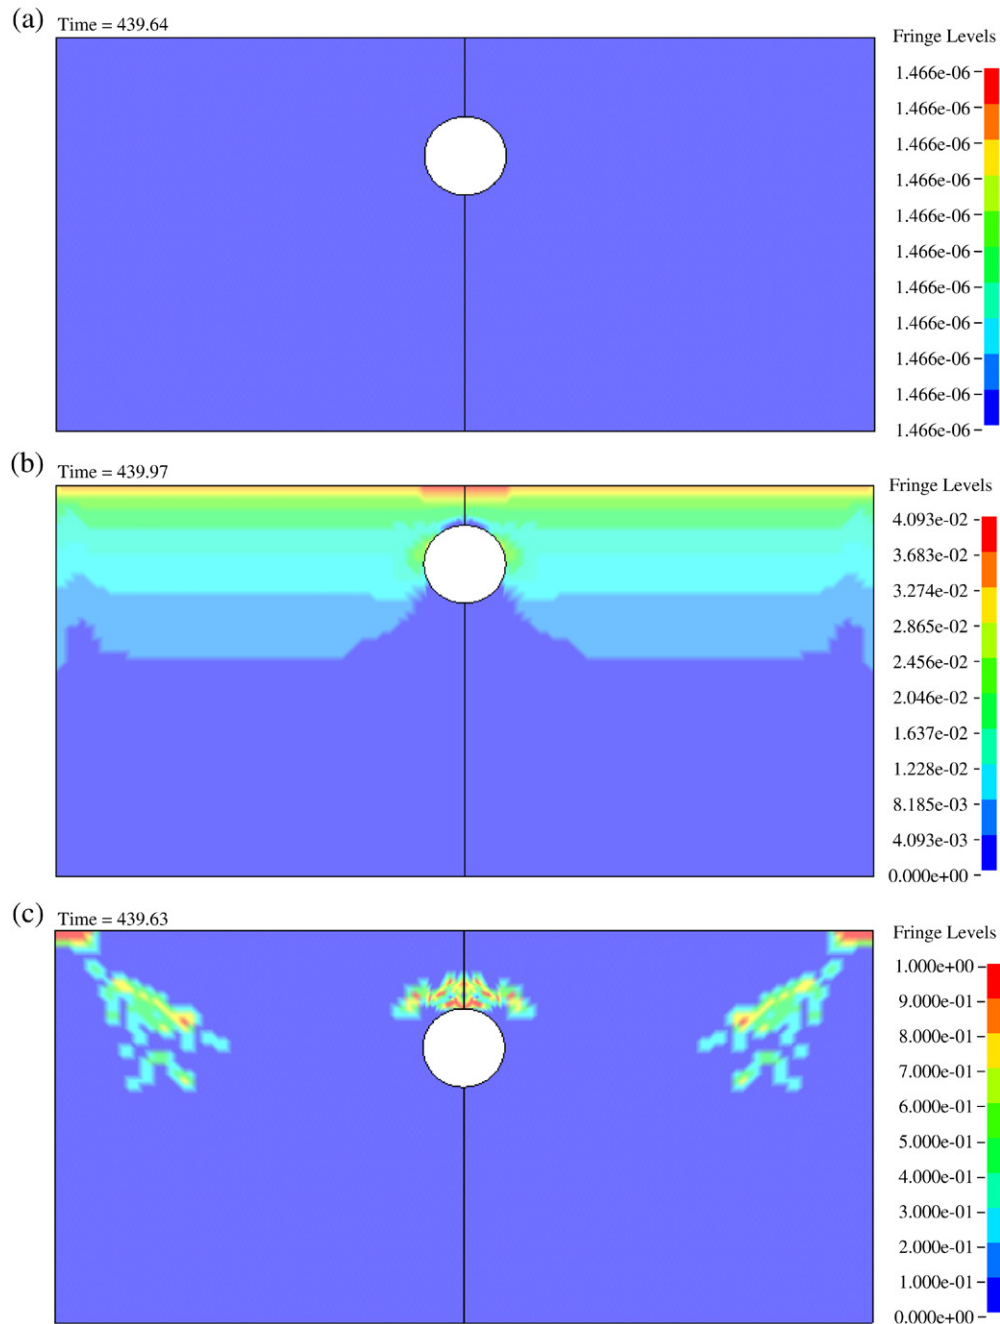 (a)
Time = 439.64
Fringe Levels
1.466e-06
1.466e-06
1.466e-06
1.466e-06
1.466e-06
1.466e-06
1.466e-06
1.466e-06
1.466e-06
1.466e-06
1.466e-06
(b)
Time = 439.97
Fringe Levels
4.093e-02
3.683e-02
3.274e-02
2.865e-02
2.456e-02
2.046e-02
1.637e-02
1.228e-02
8.185e-03
4.093e-03
0.000e+00
(c)
Time = 439.63
Fringe Levels
1.000e+00
9.000e-01
8.000e-01
7.000e-01
6.000e-01
5.000e-01
4.000e-01
3.000e-01
2.000e-01
1.000e-01
0.000e+00